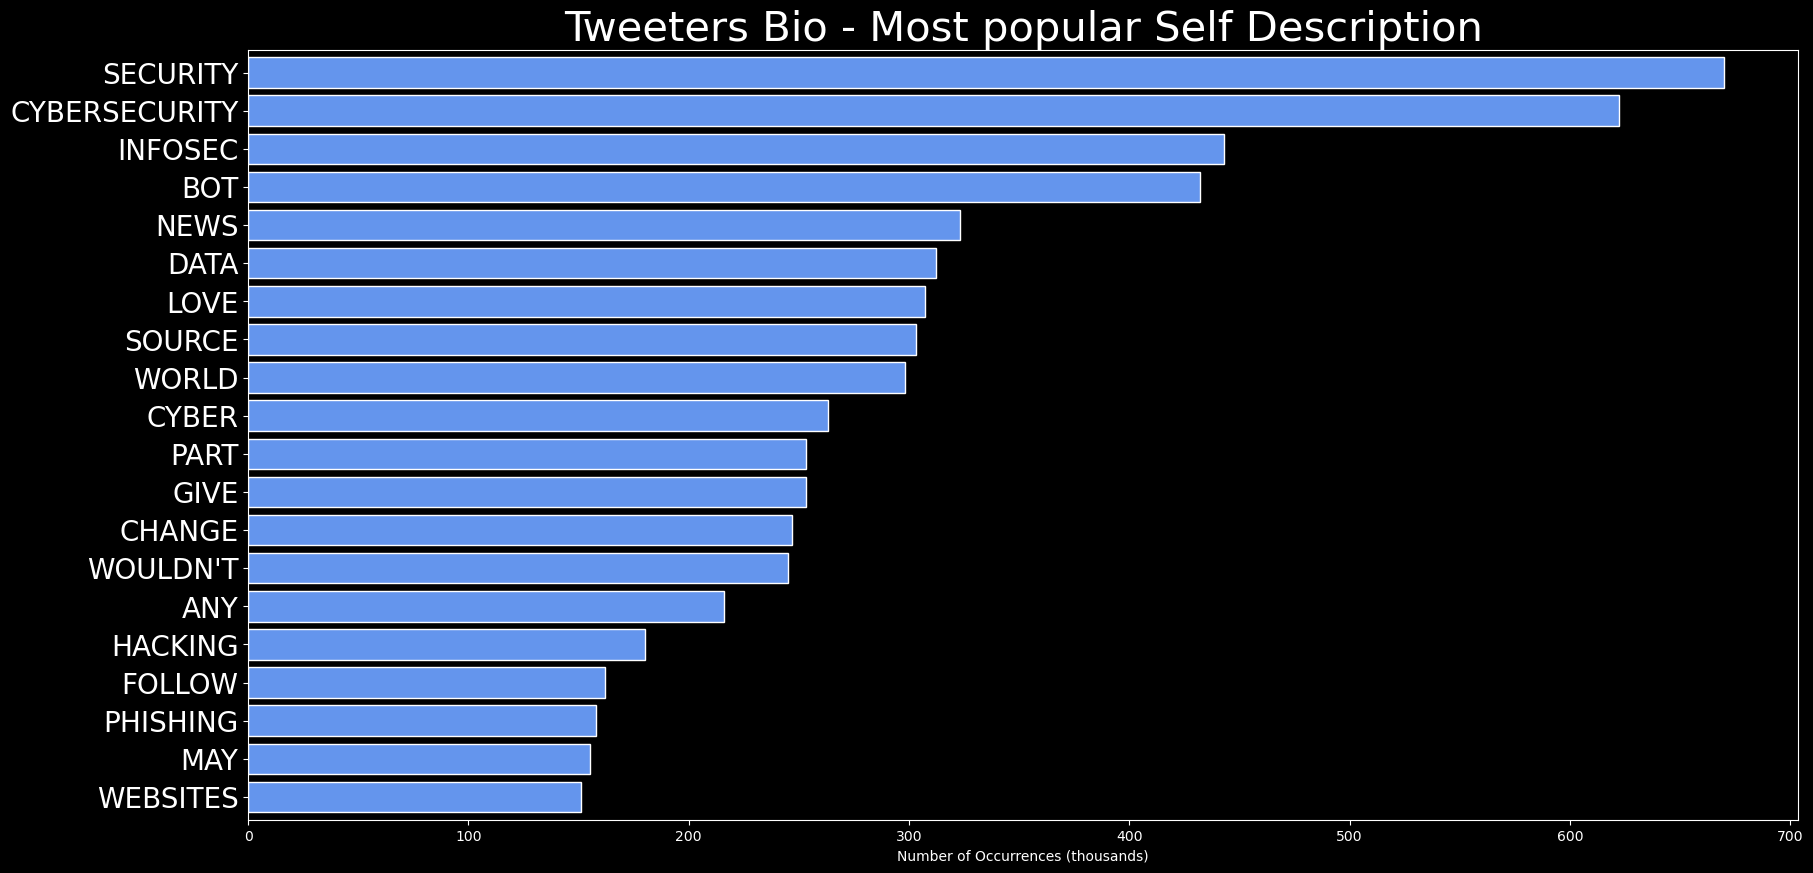 Tweeters Bio - Most popular Self Description
SECURITY
CYBERSECURITY
INFOSEC
BOT
NEWS
DATA
LOVE
SOURCE
WORLD
CYBER
PART
GIVE
CHANGE
WOULDN'T
ANY
HACKING
FOLLOW
PHISHING
MAY
WEBSITES
0 100 200 300 400 500 600 700
Number of Occurrences (thousands)